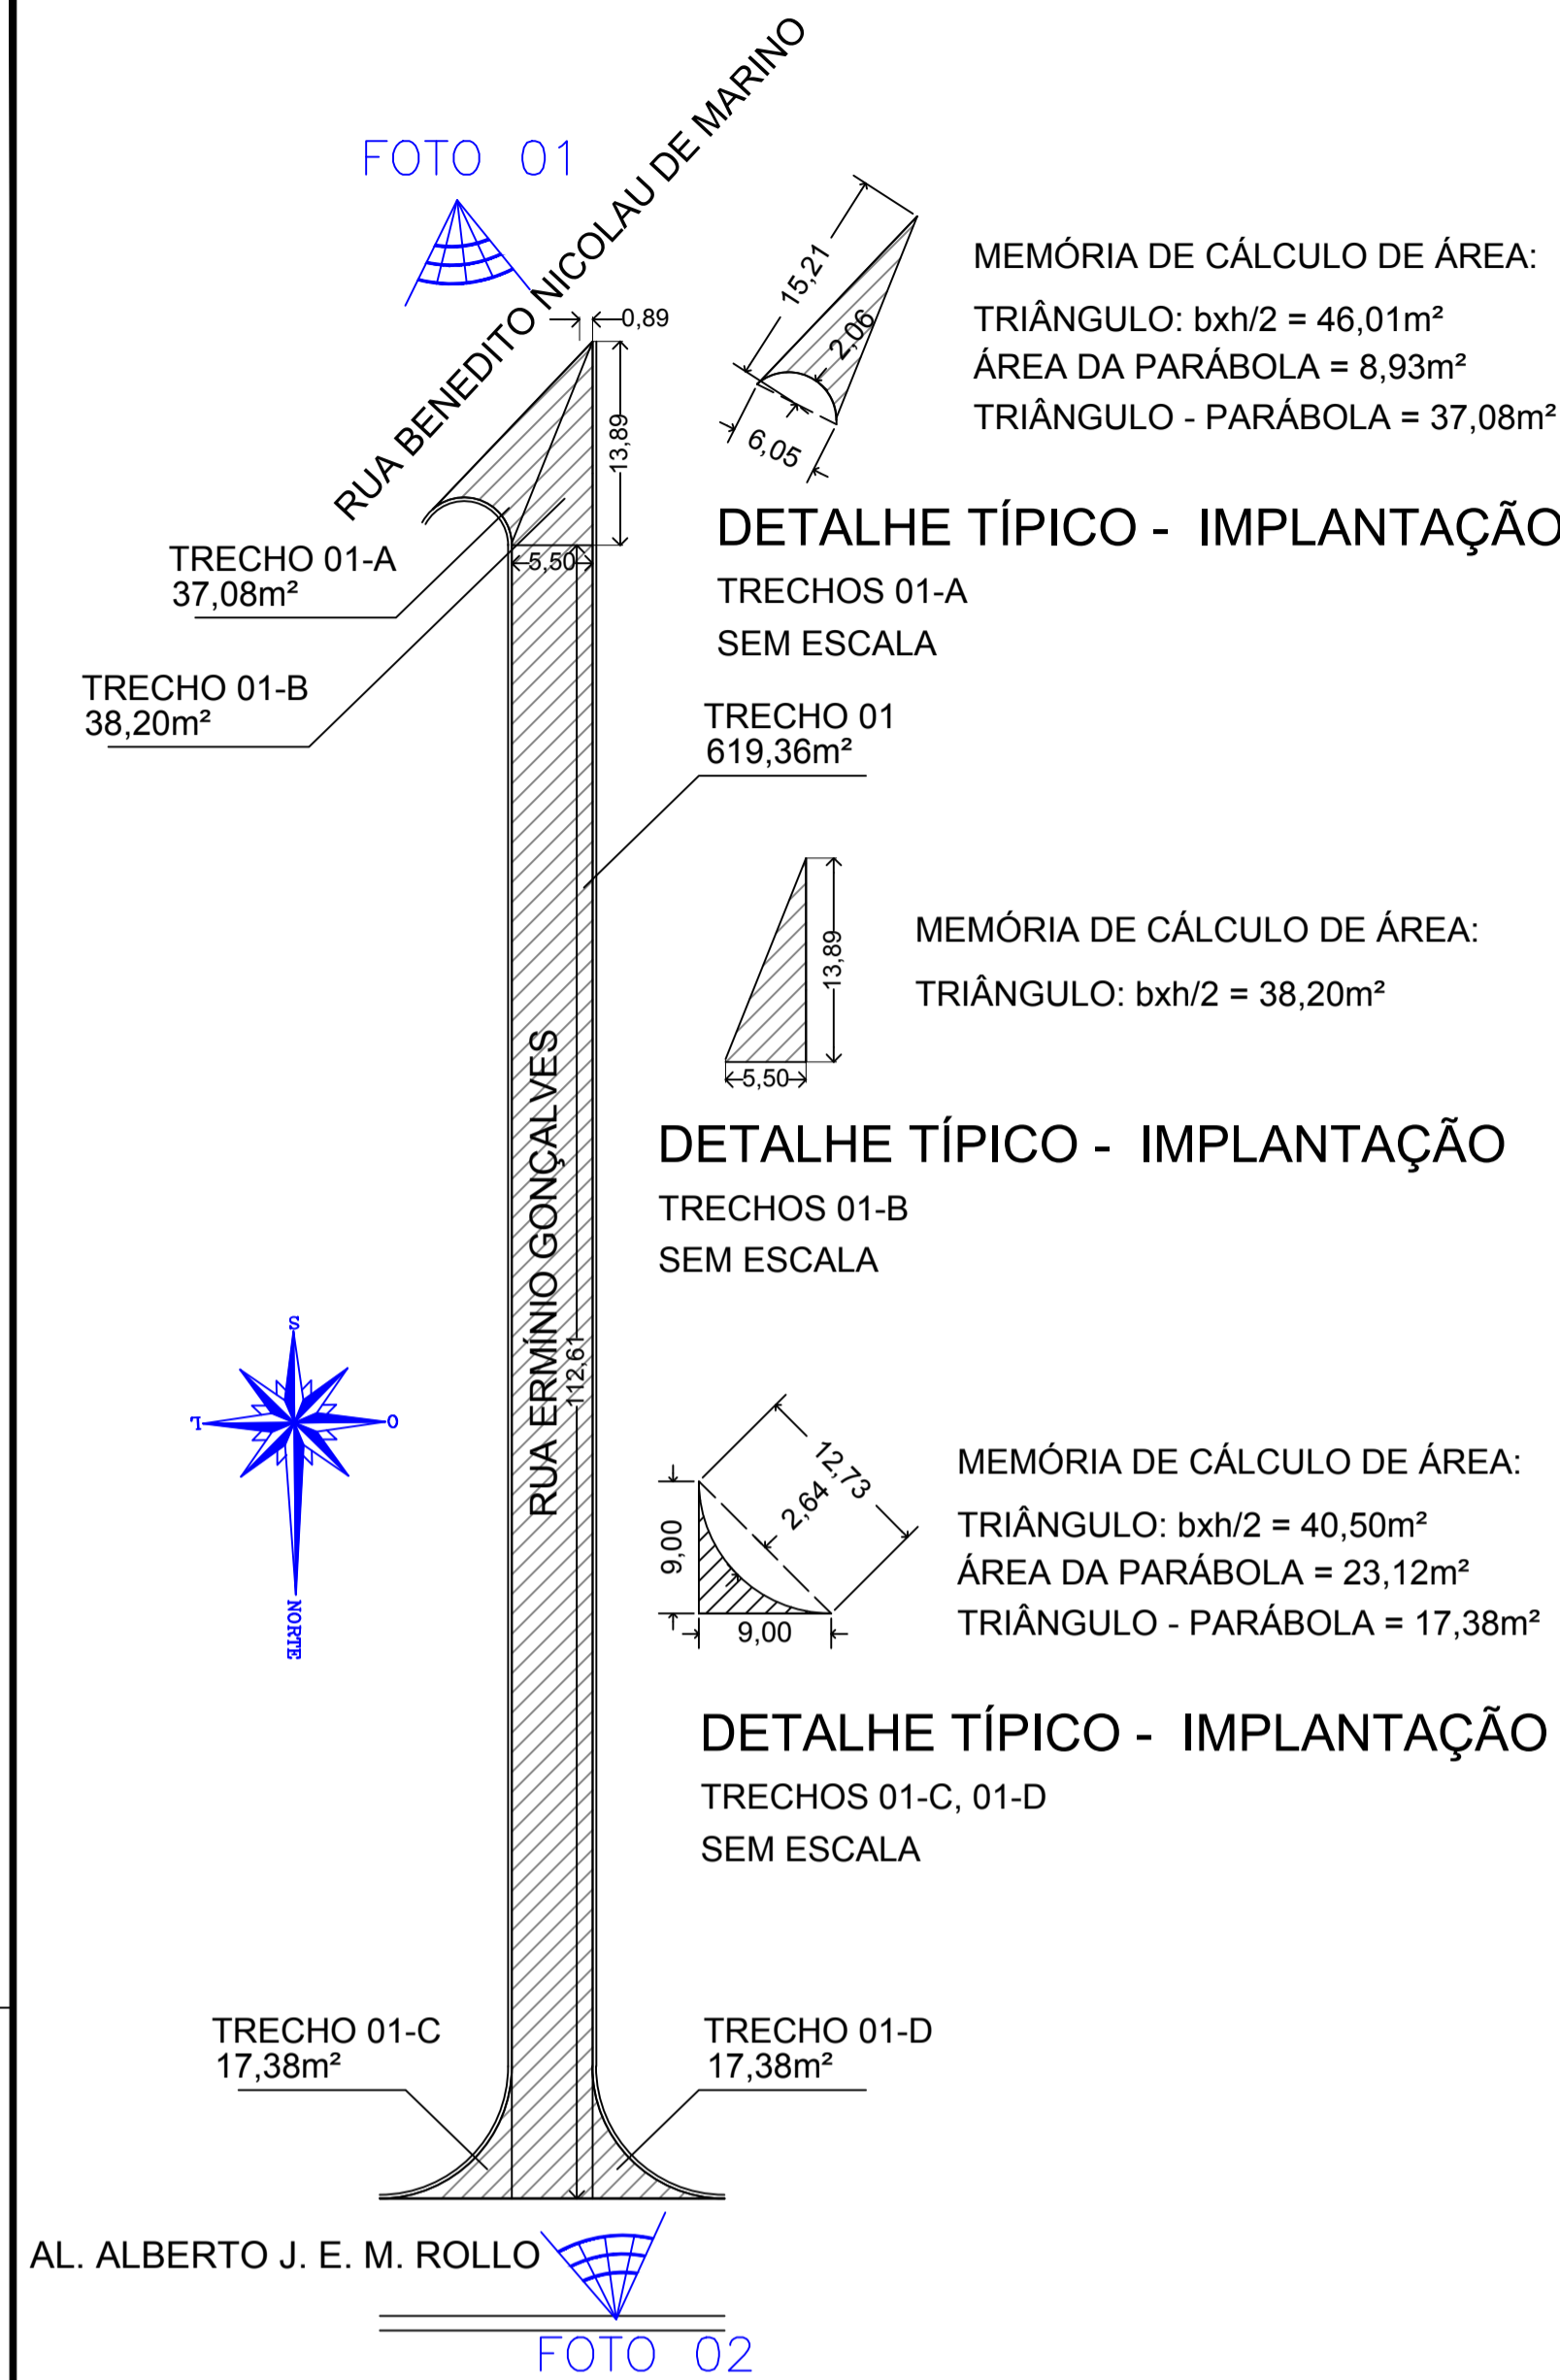 RUA BENEDITO NICOLAU DE MARINO
FOTO 01
0,89
13,89
5,50
15,21
2,06
6,05
MEMÓRIA DE CÁLCULO DE ÁREA:
TRIÂNGULO: bxh/2 = 46,01m²
ÁREA DA PARÁBOLA = 8,93m²
TRIÂNGULO - PARÁBOLA = 37,08m²
DETALHE TÍPICO - IMPLANTAÇÃO
TRECHOS 01-A
SEM ESCALA
TRECHO 01-A
37,08m²
TRECHO 01-B
38,20m²
TRECHO 01
619,36m²
13,89
5,50
MEMÓRIA DE CÁLCULO DE ÁREA:
TRIÂNGULO: bxh/2 = 38,20m²
DETALHE TÍPICO - IMPLANTAÇÃO
TRECHOS 01-B
SEM ESCALA
RUA ERMÍNIO GONÇALVES
112,61
S
L
O
NORTE
12,73
2,64
9,00
9,00
MEMÓRIA DE CÁLCULO DE ÁREA:
TRIÂNGULO: bxh/2 = 40,50m²
ÁREA DA PARÁBOLA = 23,12m²
TRIÂNGULO - PARÁBOLA = 17,38m²
DETALHE TÍPICO - IMPLANTAÇÃO
TRECHOS 01-C, 01-D
SEM ESCALA
TRECHO 01-C
17,38m²
TRECHO 01-D
17,38m²
AL. ALBERTO J. E. M. ROLLO
FOTO 02